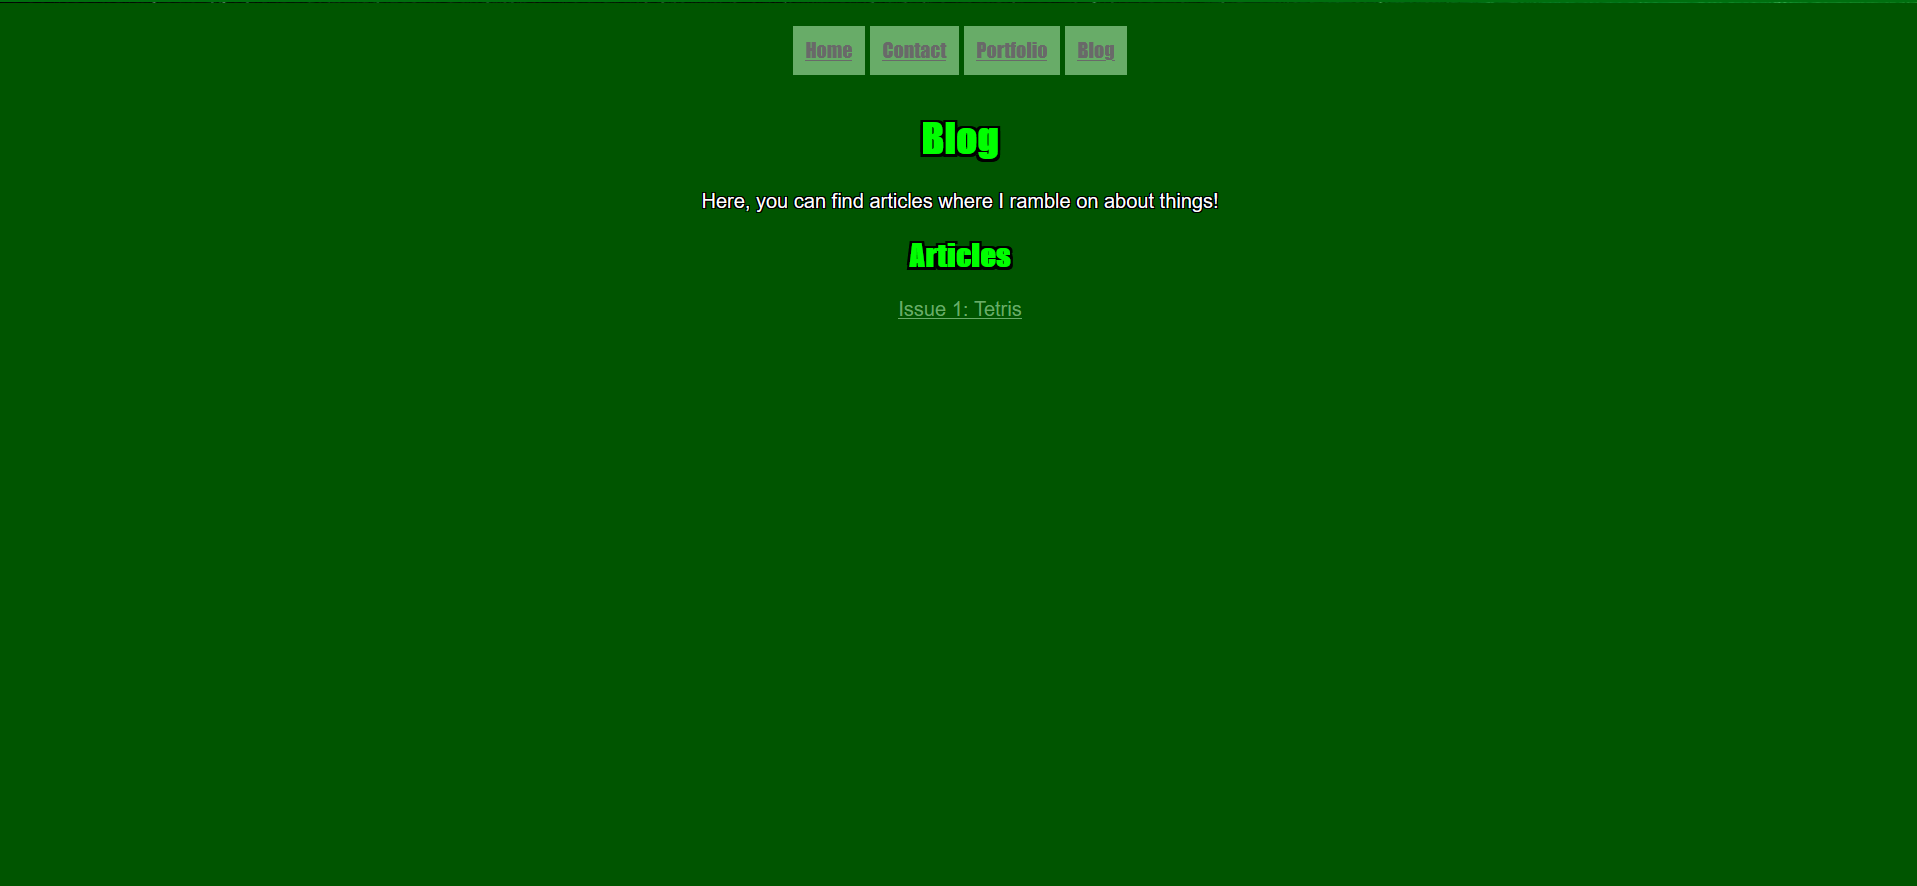 Home Contact Portfolio Blog
Blog
Here, you can find articles where I ramble on about things!
Articles
Issue 1: Tetris